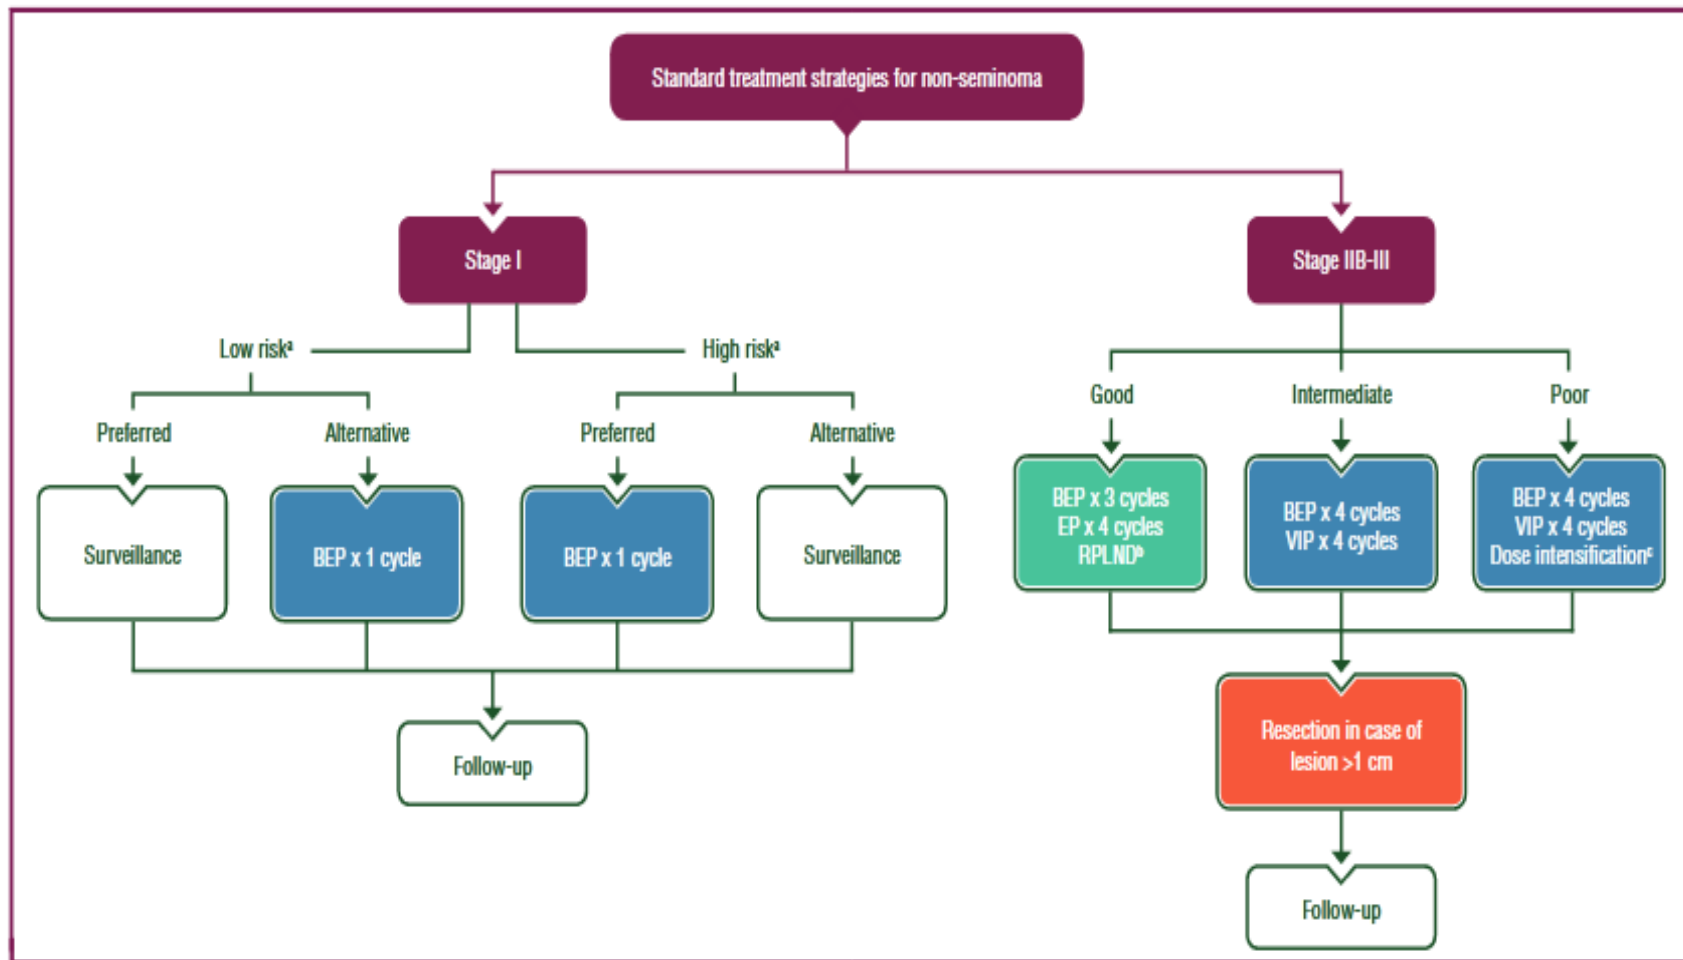 Standard treatment strategies for non-seminoma
Stage I
Stage IIB-III
Low riskᵃ
High riskᵃ
Preferred
Alternative
Preferred
Alternative
Good
Intermediate
Poor
Surveillance
BEP x 1 cycle
BEP x 1 cycle
Surveillance
BEP x 3 cycles
EP x 4 cycles
RPLNDᵇ
BEP x 4 cycles
VIP x 4 cycles
BEP x 4 cycles
VIP x 4 cycles
Dose intensificationᶜ
Resection in case of
lesion >1 cm
Follow-up
Follow-up